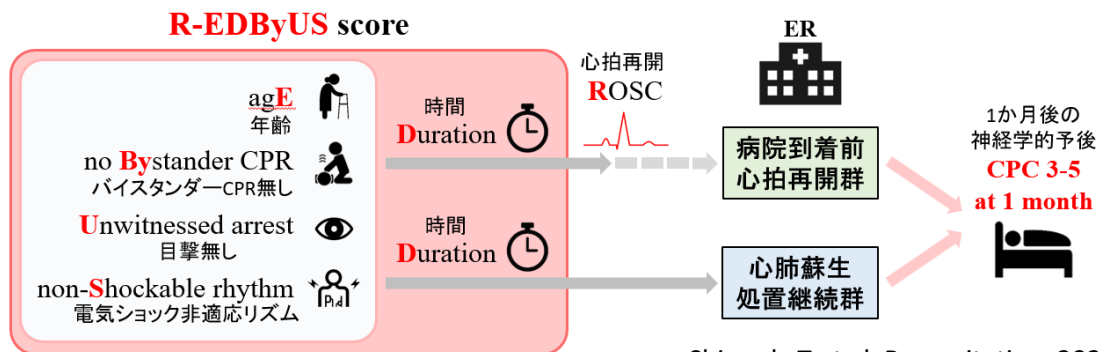 R-EDByUS score
agE
年齢
no Bystander CPR
バイスタンダーCPR無し
Unwitnessed arrest
目撃無し
non-Shockable rhythm
電気ショック非適応リズム
時間
Duration
時間
Duration
心拍再開
ROSC
ER
病院到着前
心拍再開群
心肺蘇生
処置継続群
1か月後の
神経学的予後
CPC 3-5
at 1 month